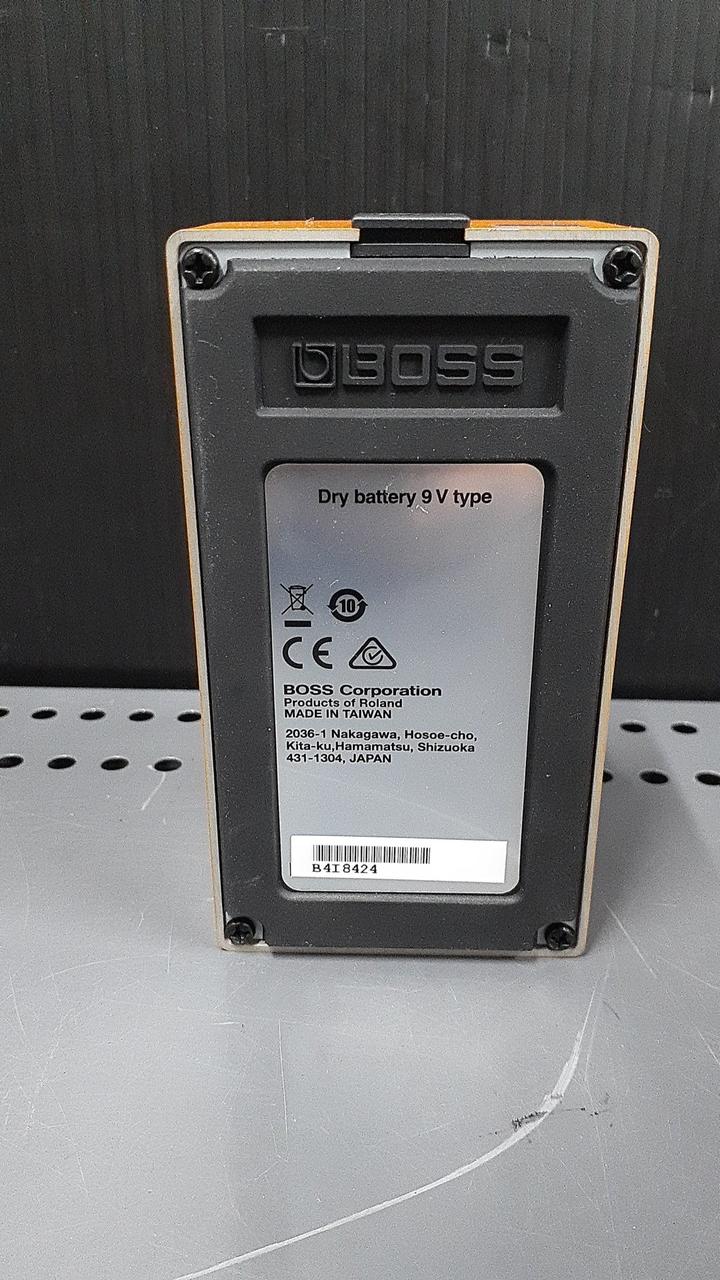 BOSS
Dry battery 9 V type
10
CE
BOSS Corporation
Products of Roland
MADE IN TAIWAN
2036-1 Nakagawa, Hosoe-cho,
Kita-ku,Hamamatsu, Shizuoka
431-1304, JAPAN
B4I8424